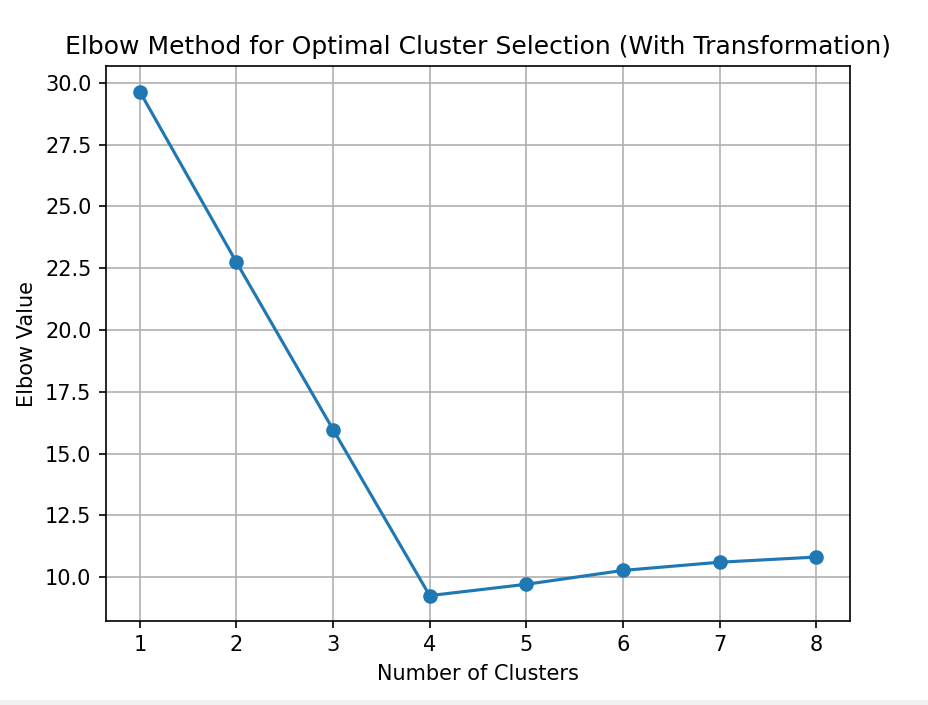 Elbow Method for Optimal Cluster Selection (With Transformation)
30.0
27.5
25.0
22.5
20.0
17.5
15.0
12.5
10.0
Elbow Value
1 2 3 4 5 6 7 8
Number of Clusters